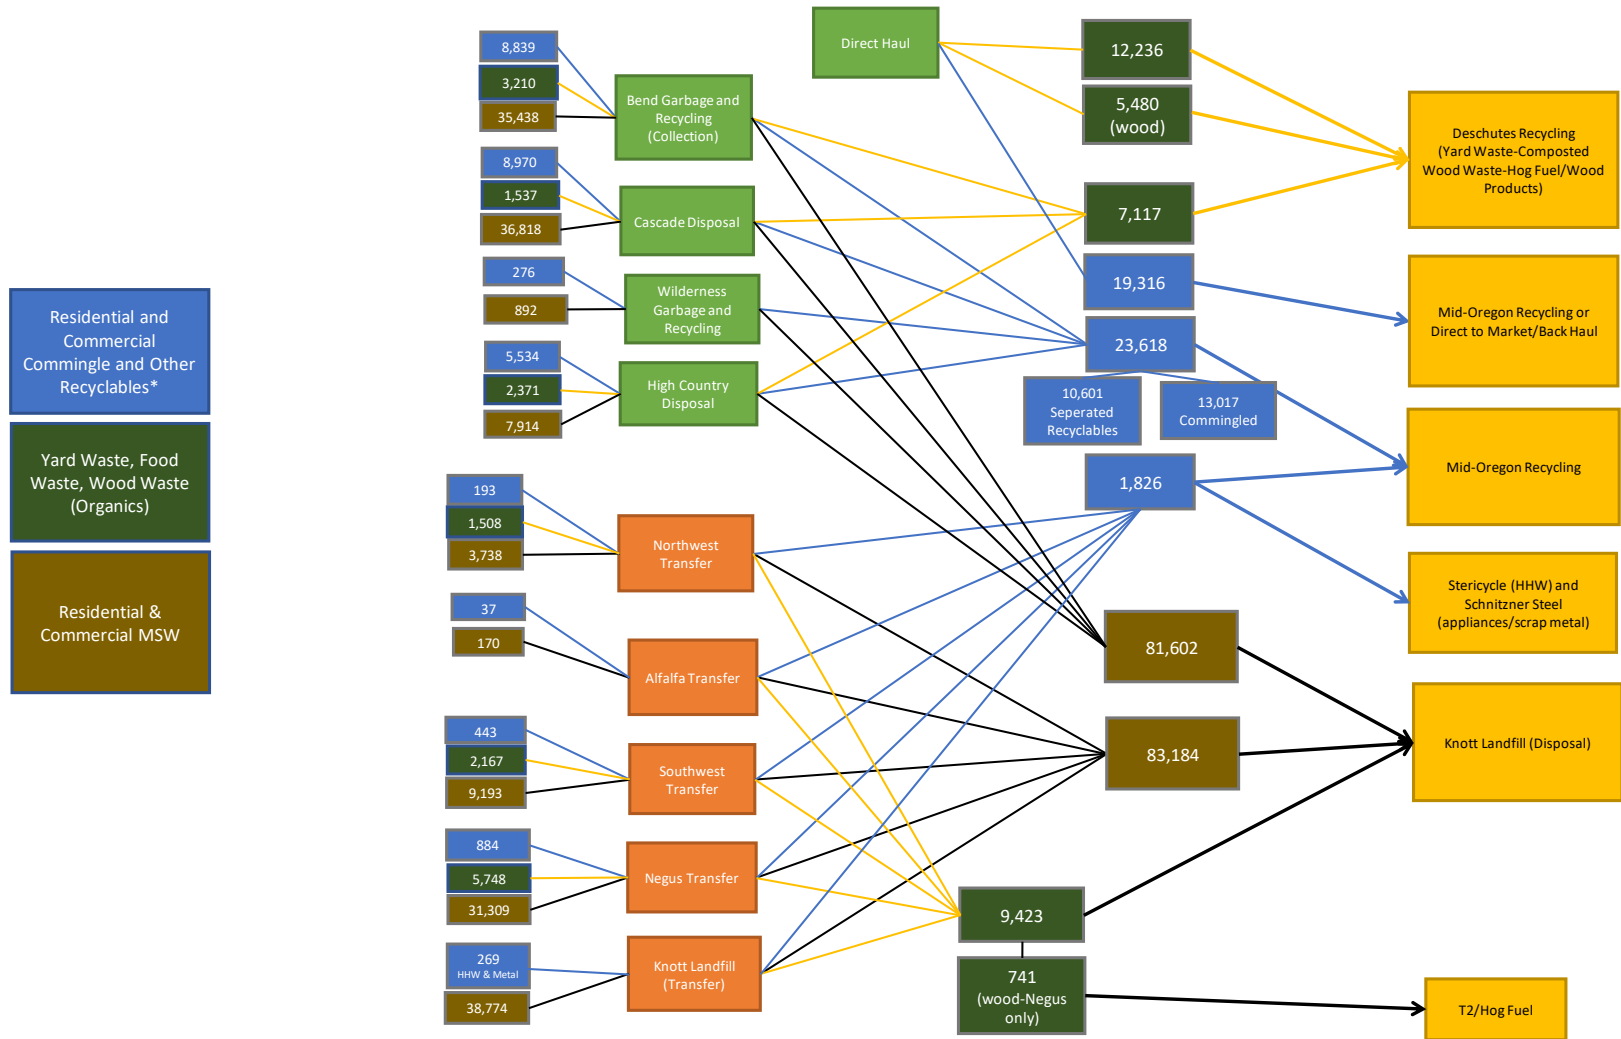 Residential and
Commercial
Commingle and Other
Recyclables*
Yard Waste, Food
Waste, Wood Waste
(Organics)
Residential &
Commercial MSW
8,839
3,210
35,438
8,970
1,537
36,818
276
892
5,534
2,371
7,914
193
1,508
3,738
37
170
443
2,167
9,193
884
5,748
31,309
269
HHW & Metal
38,774
Bend Garbage and
Recycling
(Collection)
Cascade Disposal
Wilderness
Garbage and
Recycling
High Country
Disposal
Northwest
Transfer
Alfalfa Transfer
Southwest
Transfer
Negus Transfer
Knott Landfill
(Transfer)
Direct Haul
12,236
5,480
(wood)
7,117
19,316
23,618
10,601
Seperated
Recyclables
13,017
Commingled
1,826
81,602
83,184
9,423
741
(wood-Negus
only)
Deschutes Recycling
(Yard Waste-Composted
Wood Waste-Hog Fuel/Wood
Products)
Mid-Oregon Recycling or
Direct to Market/Back Haul
Mid-Oregon Recycling
Stericycle (HHW) and
Schnitzner Steel
(appliances/scrap metal)
Knott Landfill (Disposal)
T2/Hog Fuel